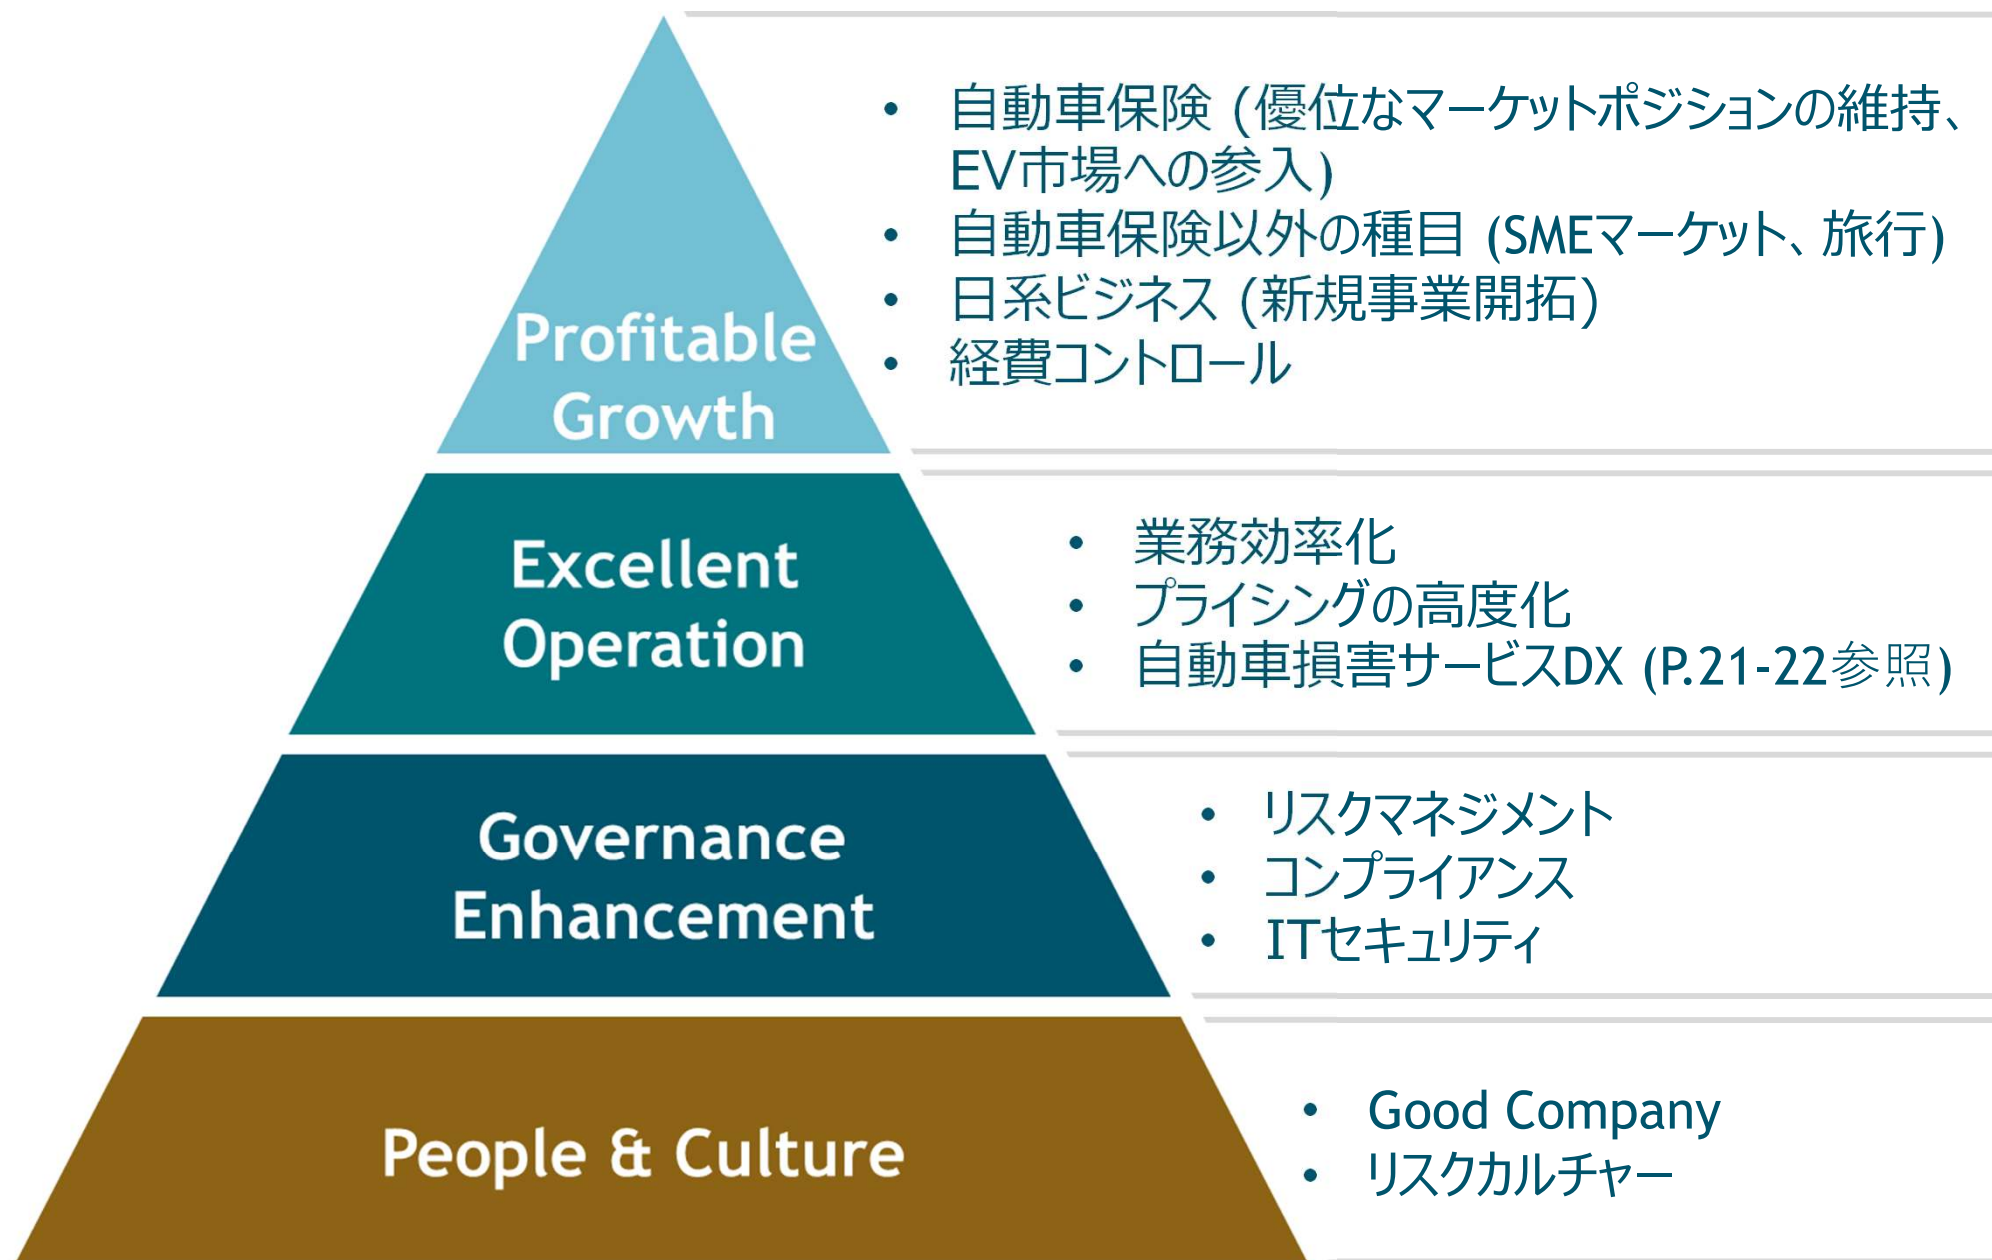 Profitable
Growth
• 自動車保険 (優位なマーケットポジションの維持、
EV市場への参入)
• 自動車保険以外の種目 (SMEマーケット、旅行)
• 日系ビジネス (新規事業開拓)
• 経費コントロール
Excellent
Operation
• 業務効率化
• プライシングの高度化
• 自動車損害サービスDX (P.21-22参照)
Governance
Enhancement
• リスクマネジメント
• コンプライアンス
• ITセキュリティ
People & Culture
• Good Company
• リスクカルチャー